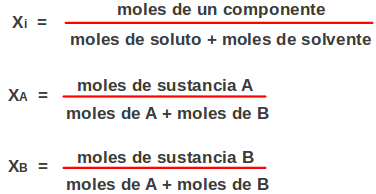 moles de un componente
Xi =
moles de soluto + moles de solvente
moles de sustancia A
XA =
moles de A + moles de B
moles de sustancia B
XB =
moles de A + moles de B